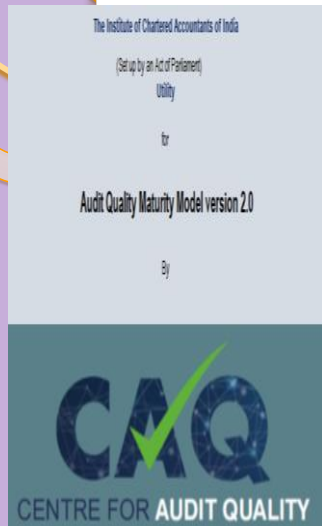 The Institute of Chartered Accountants of India
(Set up by an Act of Parliament)
Utility
for
Audit Quality Maturity Model version 2.0
By
CAQ
CENTRE FOR AUDIT QUALITY